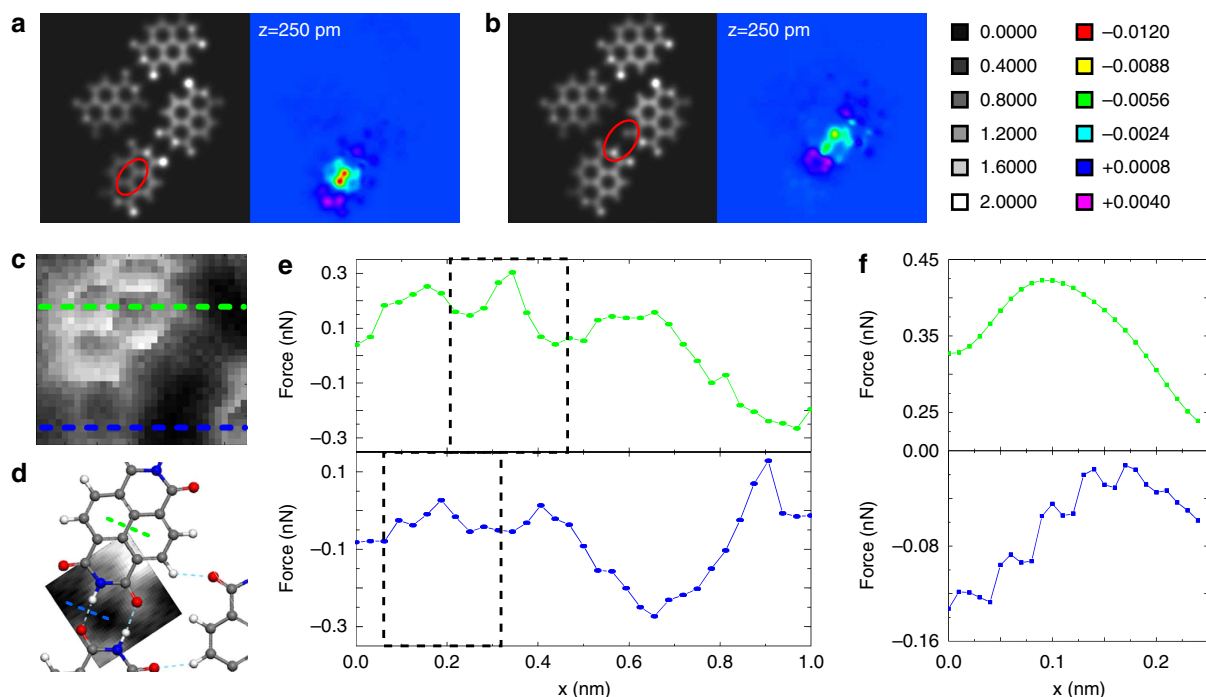 a
z=250 pm
b
z=250 pm
0.0000
−0.0120
0.4000
−0.0088
0.8000
−0.0056
1.2000
−0.0024
1.6000
+0.0008
2.0000
+0.0040
c
d
e
Force (nN)
0.3
0.1
−0.1
−0.3
Force (nN)
0.1
−0.1
−0.3
0.0
0.2
0.4
0.6
0.8
1.0
x (nm)
f
Force (nN)
0.45
0.35
0.25
0.00
Force (nN)
−0.08
−0.16
0.0
0.1
0.2
x (nm)